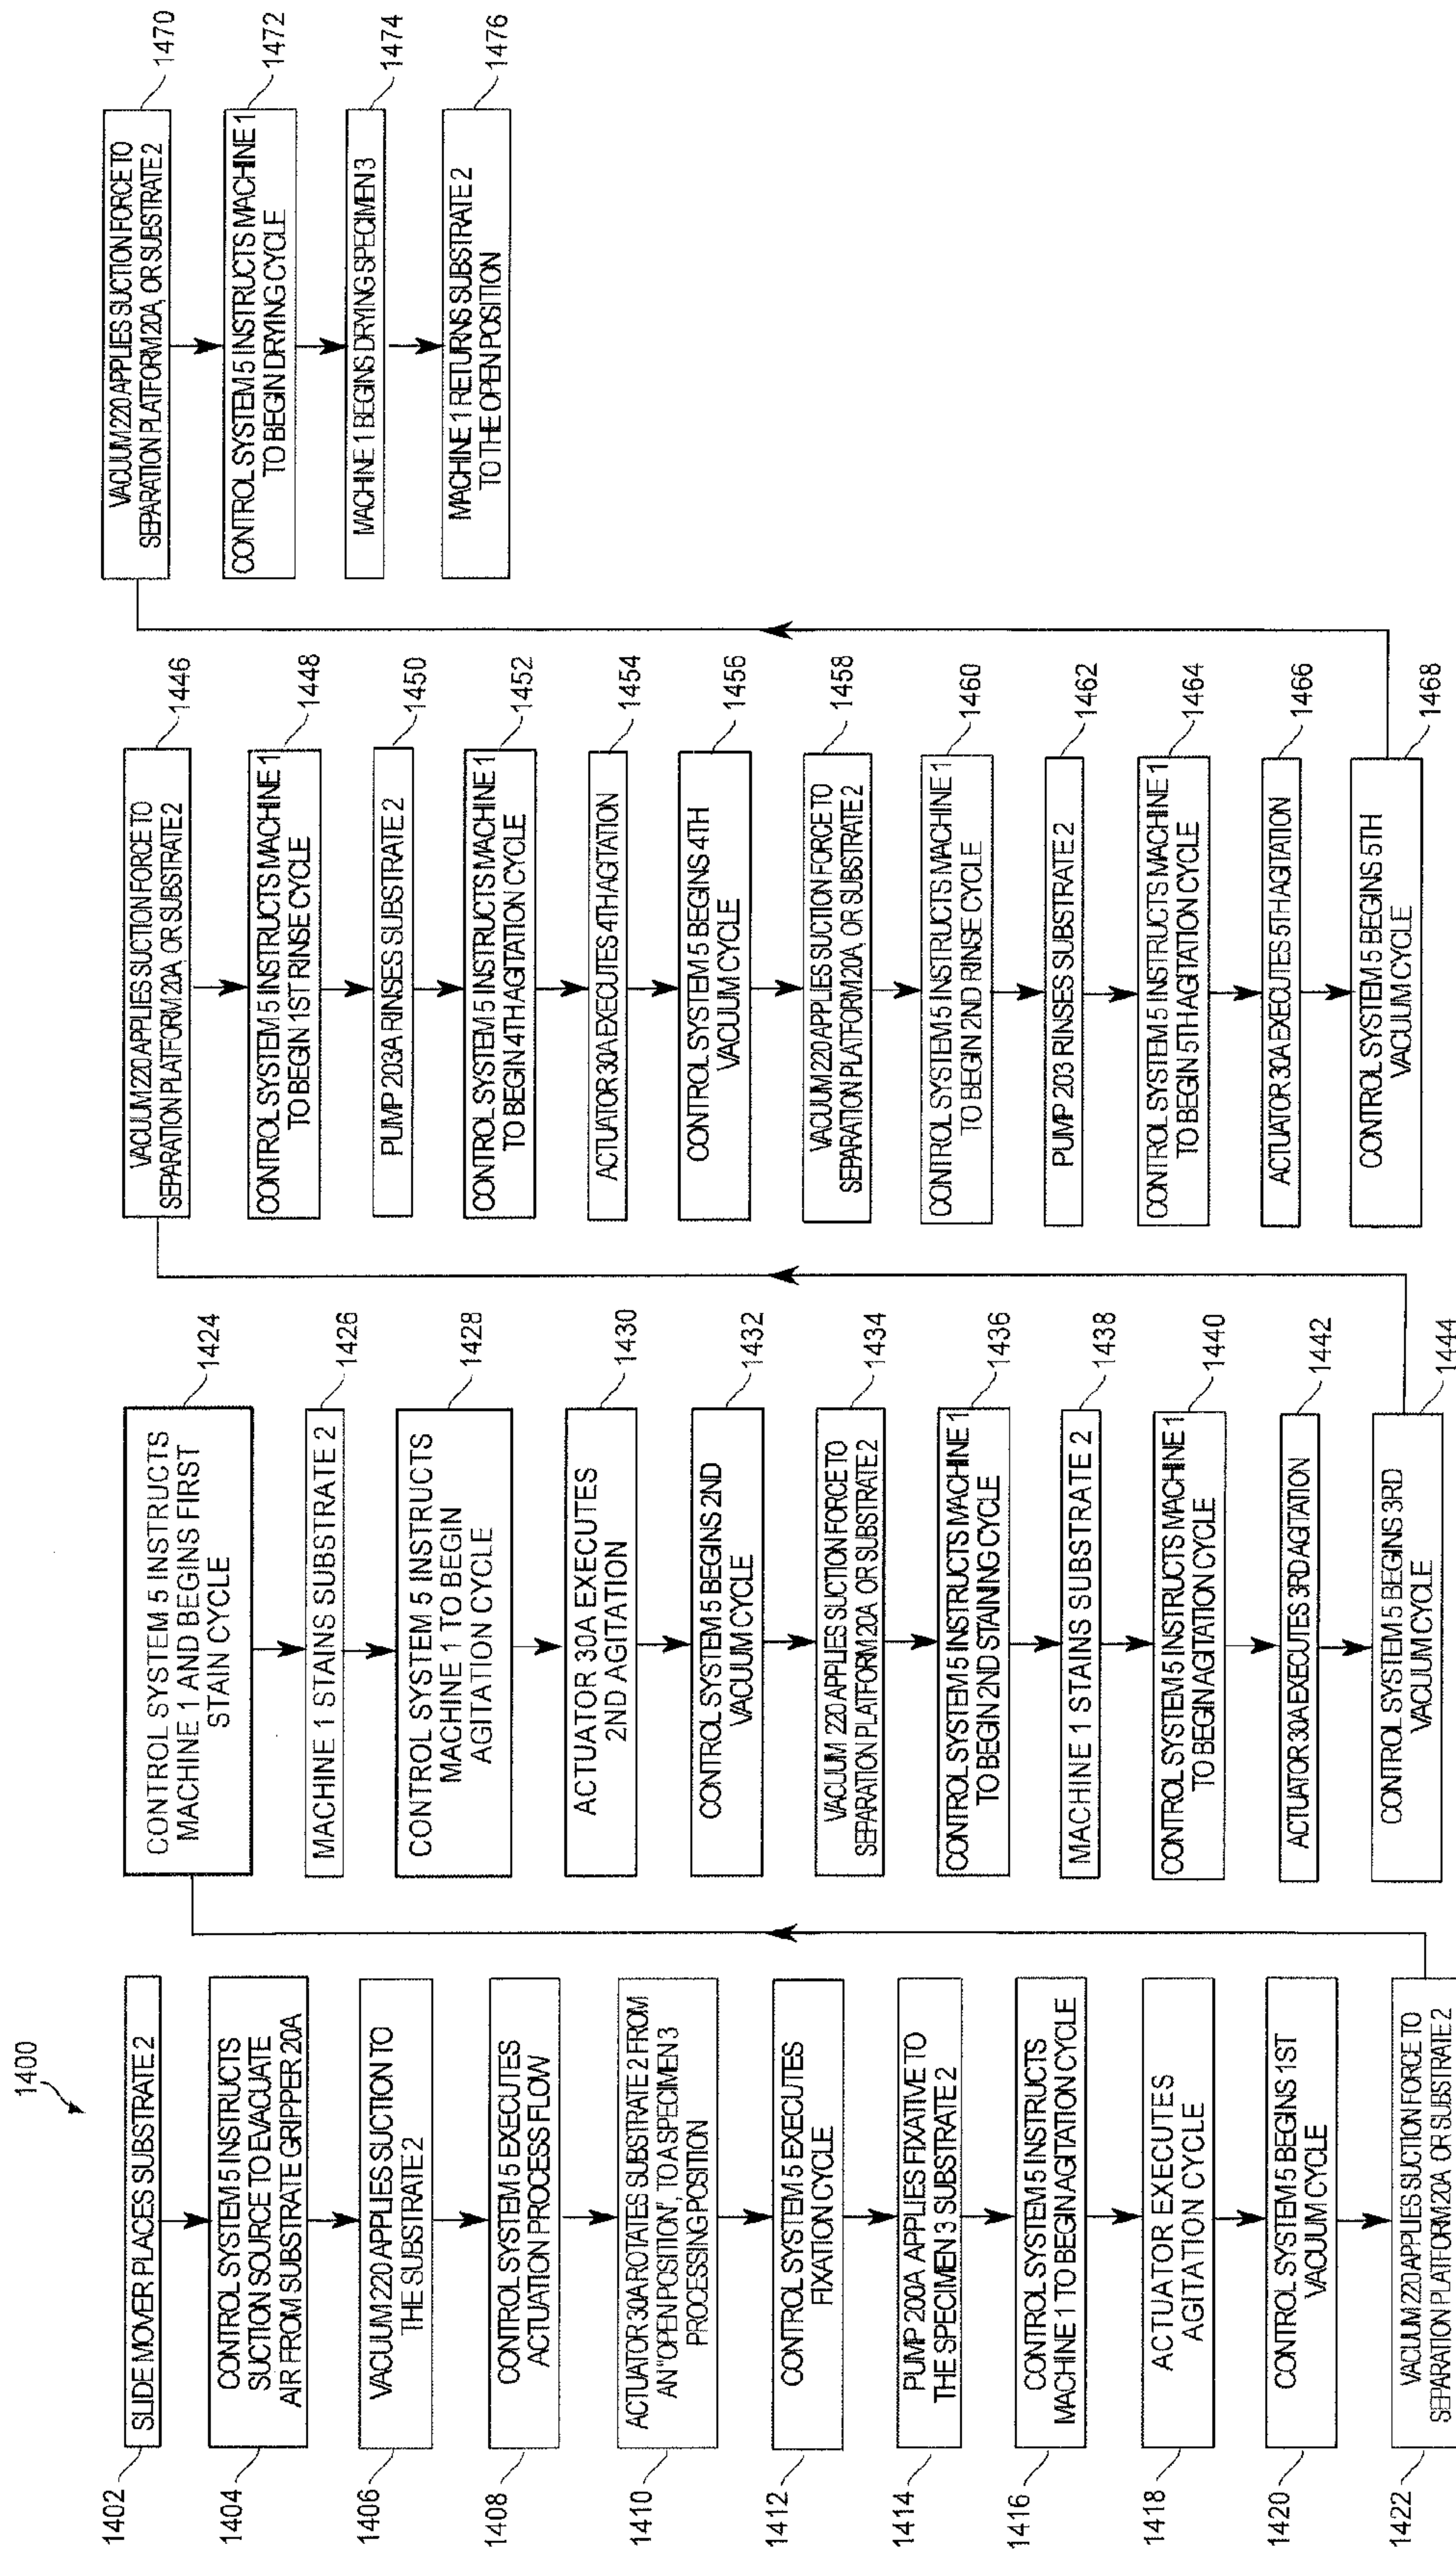 1400
1402
SLIDE MOVER PLACES SUBSTRATE 2
1404
CONTROL SYSTEM 5 INSTRUCTS
SUCTION SOURCE TO EVACUATE
AIR FROM SUBSTRATE GRIPPER 20A
1406
VACUUM 220 APPLIES SUCTION TO
THE SUBSTRATE 2
1408
CONTROL SYSTEM 5 EXECUTES
ACTUATION PROCESS FLOW
1410
ACTUATOR 30A ROTATES SUBSTRATE 2 FROM
AN "OPEN POSITION", TO A SPECIMEN 3
PROCESSING POSITION
1412
CONTROL SYSTEM 5 EXECUTES
FIXATION CYCLE
1414
PUMP 200A APPLIES FIXATIVE TO
THE SPECIMEN 3 SUBSTRATE 2
1416
CONTROL SYSTEM 5 INSTRUCTS
MACHINE 1 TO BEGIN AGITATION CYCLE
1418
ACTUATOR EXECUTES
AGITATION CYCLE
1420
CONTROL SYSTEM 5 BEGINS 1ST
VACUUM CYCLE
1422
VACUUM 220 APPLIES SUCTION FORCE TO
SEPARATION PLATFORM 20A OR SUBSTRATE 2
1424
CONTROL SYSTEM 5 INSTRUCTS
MACHINE 1 AND BEGINS FIRST
STAIN CYCLE
1426
MACHINE 1 STAINS SUBSTRATE 2
1428
CONTROL SYSTEM 5 INSTRUCTS
MACHINE 1 TO BEGIN
AGITATION CYCLE
1430
ACTUATOR 30A EXECUTES
2ND AGITATION
1432
CONTROL SYSTEM 5 BEGINS 2ND
VACUUM CYCLE
1434
VACUUM 220 APPLIES SUCTION FORCE TO
SEPARATION PLATFORM 20A OR SUBSTRATE 2
1436
CONTROL SYSTEM 5 INSTRUCTS MACHINE 1
TO BEGIN 2ND STAINING CYCLE
1438
MACHINE 1 STAINS SUBSTRATE 2
1440
CONTROL SYSTEM 5 INSTRUCTS MACHINE 1
TO BEGIN AGITATION CYCLE
1442
ACTUATOR 30A EXECUTES 3RD AGITATION
1444
CONTROL SYSTEM 5 BEGINS 3RD
VACUUM CYCLE
1446
VACUUM 220 APPLIES SUCTION FORCE TO
SEPARATION PLATFORM 20A, OR SUBSTRATE 2
1448
CONTROL SYSTEM 5 INSTRUCTS MACHINE 1
TO BEGIN 1ST RINSE CYCLE
1450
PUMP 203A RINSES SUBSTRATE 2
1452
CONTROL SYSTEM 5 INSTRUCTS MACHINE 1
TO BEGIN 4TH AGITATION CYCLE
1454
ACTUATOR 30A EXECUTES 4TH AGITATION
1456
CONTROL SYSTEM 5 BEGINS 4TH
VACUUM CYCLE
1458
VACUUM 220 APPLIES SUCTION FORCE TO
SEPARATION PLATFORM 20A, OR SUBSTRATE 2
1460
CONTROL SYSTEM 5 INSTRUCTS MACHINE 1
TO BEGIN 2ND RINSE CYCLE
1462
PUMP 203 RINSES SUBSTRATE 2
1464
CONTROL SYSTEM 5 INSTRUCTS MACHINE 1
TO BEGIN 5TH AGITATION CYCLE
1466
ACTUATOR 30A EXECUTES 5TH AGITATION
1468
CONTROL SYSTEM 5 BEGINS 5TH
VACUUM CYCLE
1470
VACUUM 220 APPLIES SUCTION FORCE TO
SEPARATION PLATFORM 20A, OR SUBSTRATE 2
1472
CONTROL SYSTEM 5 INSTRUCTS MACHINE 1
TO BEGIN DRYING CYCLE
1474
MACHINE 1 BEGINS DRYING SPECIMEN 3
1476
MACHINE 1 RETURNS SUBSTRATE 2
TO THE OPEN POSITION